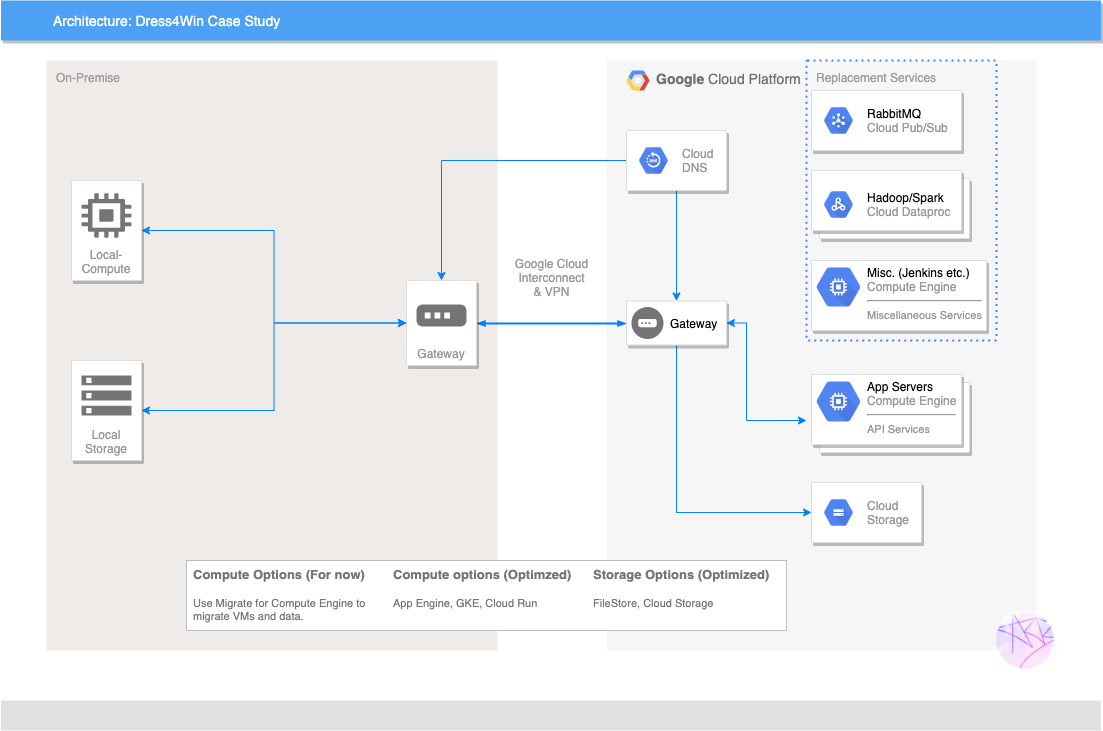 Architecture: Dress4Win Case Study
On-Premise
Local-
Compute
Local
Storage
Gateway
Google Cloud
Interconnect
& VPN
Google Cloud Platform
Cloud
DNS
Gateway
Replacement Services
RabbitMQ
Cloud Pub/Sub
Hadoop/Spark
Cloud Dataproc
Misc. (Jenkins etc.)
Compute Engine
Miscellaneous Services
App Servers
Compute Engine
API Services
Cloud
Storage
Compute Options (For now)
Use Migrate for Compute Engine to
migrate VMs and data.
Compute options (Optimzed)
App Engine, GKE, Cloud Run
Storage Options (Optimized)
FileStore, Cloud Storage